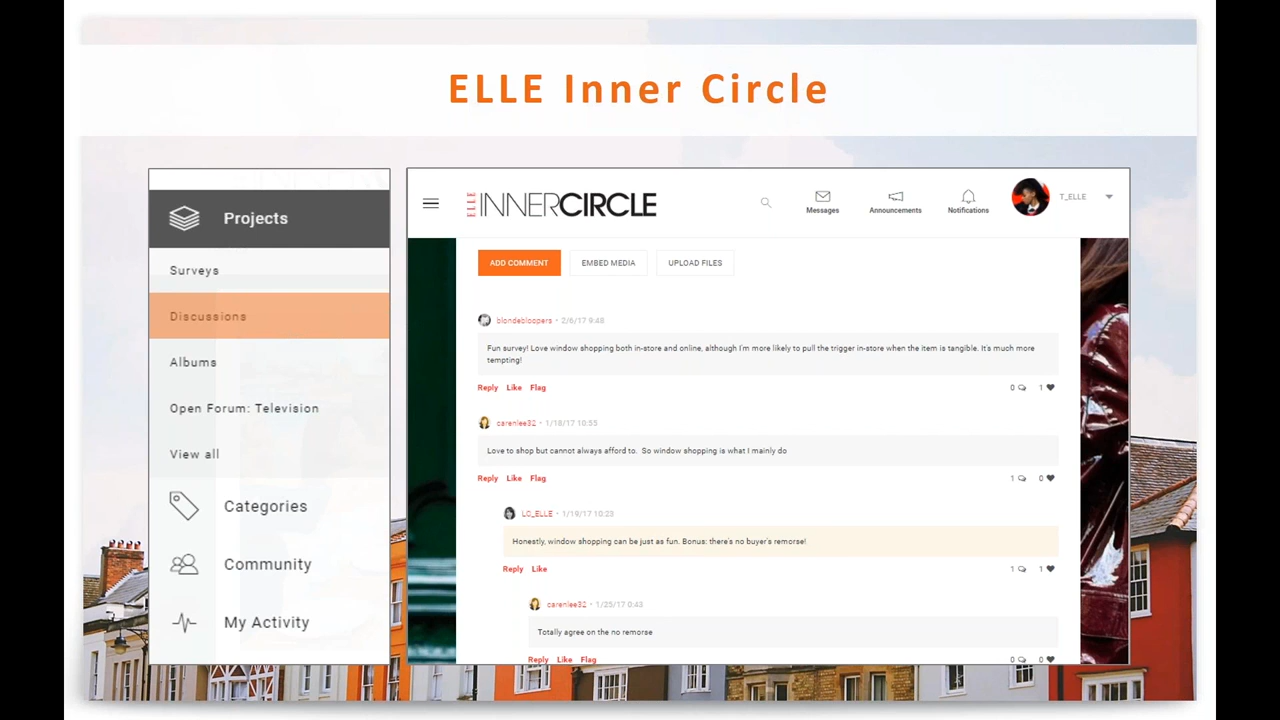 ELLE Inner Circle
Projects
Surveys
Discussions
Albums
Open Forum: Television
View all
Categories
Community
My Activity
ELLE INNERCIRCLE
Messages
Announcements
Notifications
T_ELLE
ADD COMMENT
EMBED MEDIA
UPLOAD FILES
blondebloopers • 2/6/17 9:48
Fun survey! Love window shopping both in-store and online, although I'm more likely to pull the trigger in-store when the item is tangible. It's much more
tempting!
Reply Like Flag
0 1
carenlee32 • 1/18/17 10:55
Love to shop but cannot always afford to. So window shopping is what I mainly do
Reply Like Flag
1 0
LC_ELLE • 1/19/17 10:23
Honestly, window shopping can be just as fun. Bonus: there's no buyer's remorse!
Reply Like
1 1
carenlee32 • 1/25/17 0:43
Totally agree on the no remorse
Reply Like Flag
0 0